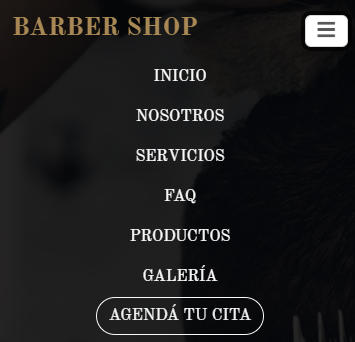 BARBER SHOP
INICIO
NOSOTROS
SERVICIOS
FAQ
PRODUCTOS
GALERÍA
AGENDÁ TU CITA